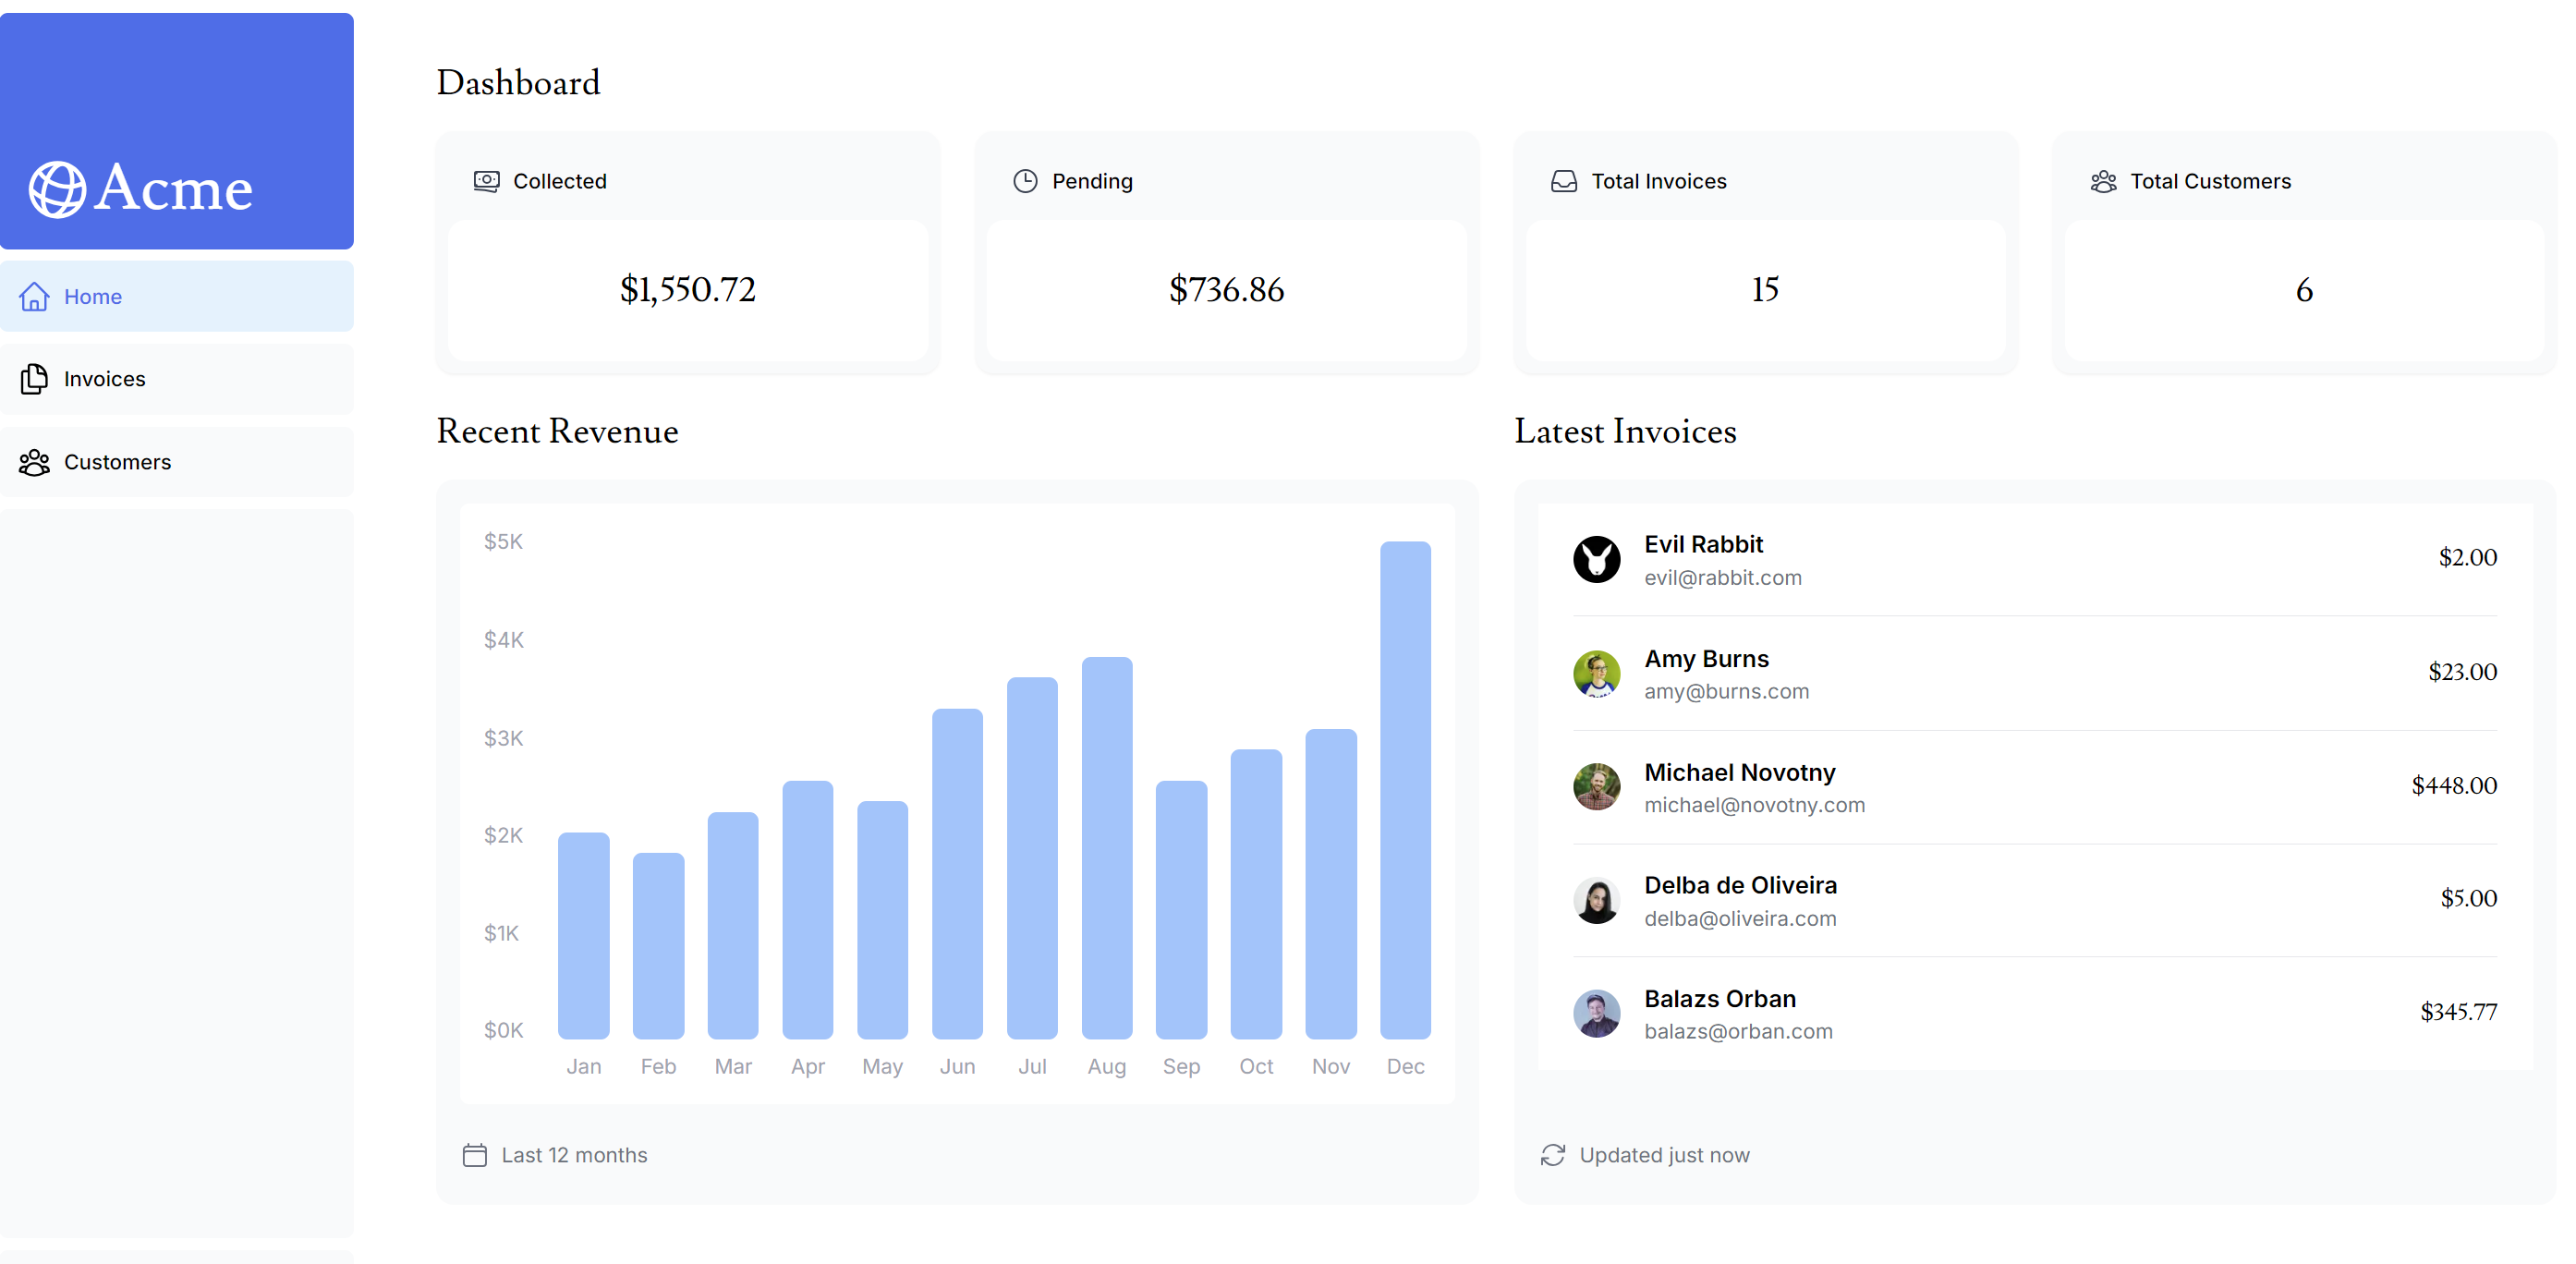 Acme
Home
Invoices
Customers
Dashboard
Collected
$1,550.72
Pending
$736.86
Total Invoices
15
Total Customers
6
Recent Revenue
$5K
$4K
$3K
$2K
$1K
$0K
Jan Feb Mar Apr May Jun Jul Aug Sep Oct Nov Dec
Last 12 months
Latest Invoices
Evil Rabbit
evil@rabbit.com
$2.00
Amy Burns
amy@burns.com
$23.00
Michael Novotny
michael@novotny.com
$448.00
Delba de Oliveira
delba@oliveira.com
$5.00
Balazs Orban
balazs@orban.com
$345.77
Updated just now